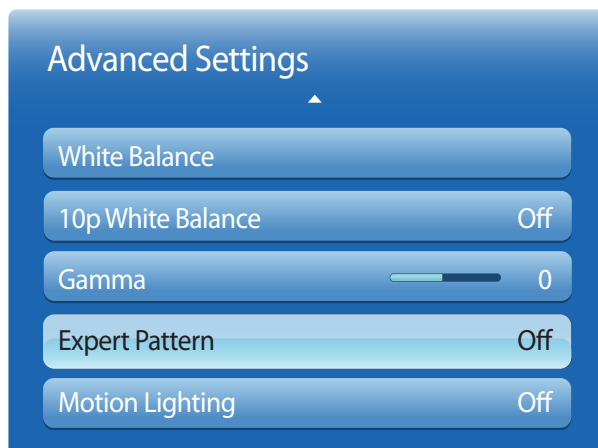 Advanced Settings
White Balance
10p White Balance Off
Gamma 0
Expert Pattern Off
Motion Lighting Off